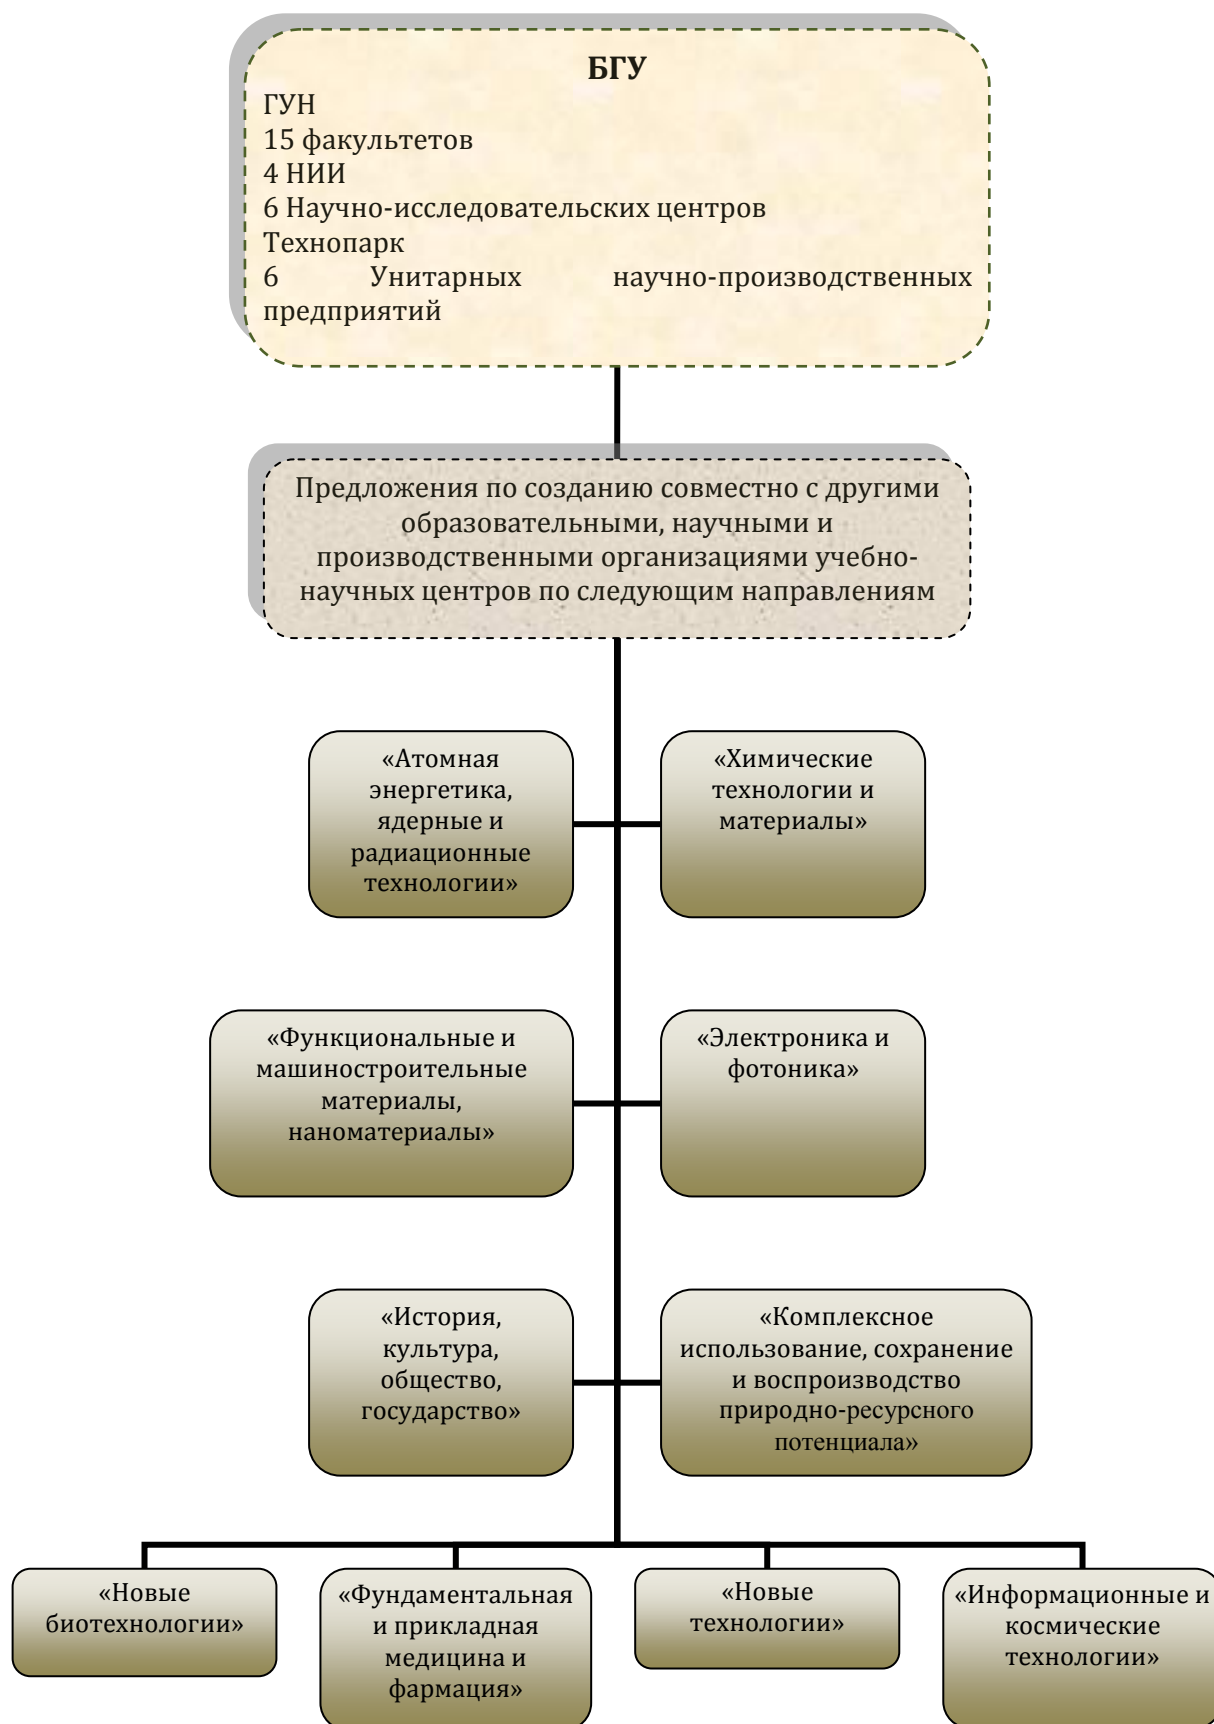 БГУ
ГУН
15 факультетов
4 НИИ
6 Научно-исследовательских центров
Технопарк
6 Унитарных научно-производственных
предприятий
Предложения по созданию совместно с другими
образовательными, научными и
производственными организациями учебно-
научных центров по следующим направлениям
«Атомная
энергетика,
ядерные и
радиационные
технологии»
«Химические
технологии и
материалы»
«Функциональные и
машиностроительные
материалы,
наноматериалы»
«Электроника и
фотоника»
«История,
культура,
общество,
государство»
«Комплексное
использование, сохранение
и воспроизводство
природно-ресурсного
потенциала»
«Новые
биотехнологии»
«Фундаментальная
и прикладная
медицина и
фармация»
«Новые
технологии»
«Информационные и
космические
технологии»